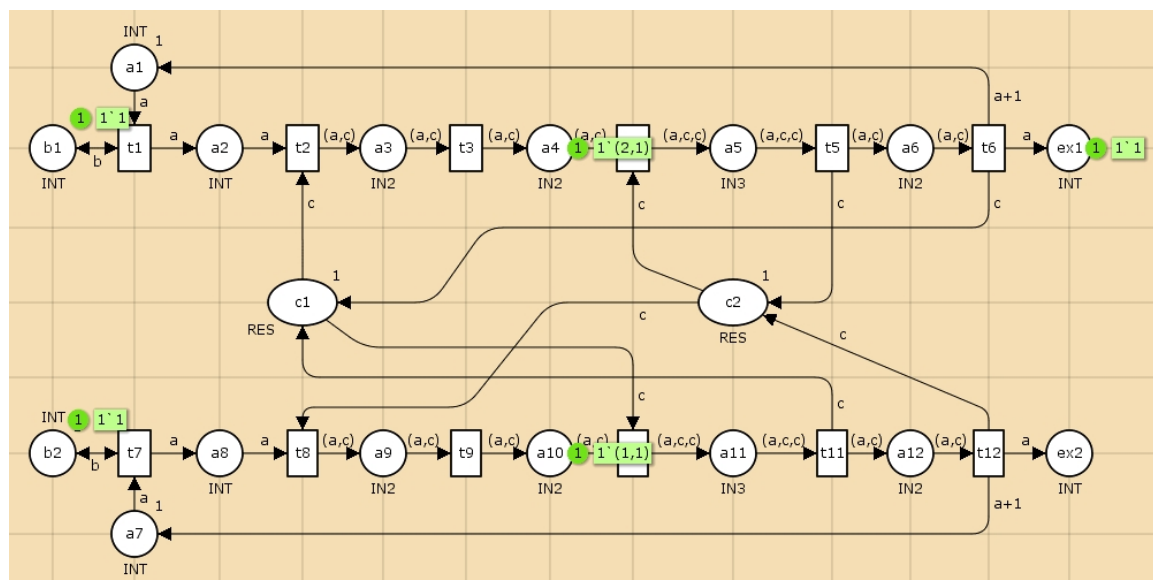 INT
1
a1
a
a+1
1 1`1
b1
b
t1
a
a2
a
t2
(a,c)
a3
(a,c)
t3
(a,c)
a4
(a,c)
1 1`(2,1)
(a,c,c)
a5
(a,c,c)
t5
(a,c)
a6
(a,c)
t6
a
ex1
1 1`1
INT
INT
IN2
IN2
IN3
IN2
INT
c
c
c
c
1
c1
RES
1
c2
RES
c
c
c
c
INT
1 1`1
b2
b
t7
a
a8
a
t8
(a,c)
a9
(a,c)
t9
(a,c)
a10
(a,c)
1 1`(1,1)
(a,c,c)
a11
(a,c,c)
t11
(a,c)
a12
(a,c)
t12
a
ex2
INT
IN2
IN2
IN3
IN2
INT
a
1
a7
INT
a+1